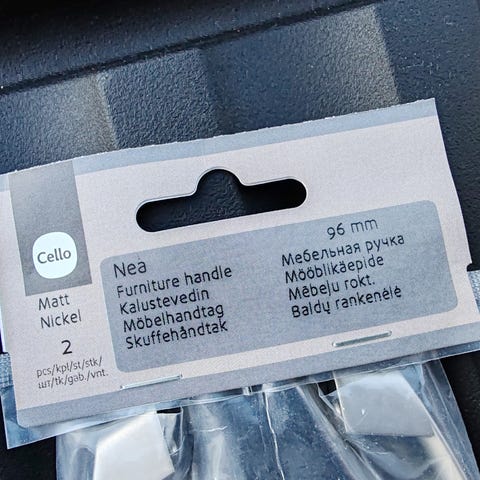 Cello
Matt
Nickel
2
pcs/kpl/st/stk/
шт/tk/gab./vnt.
Nea
Furniture handle
Kalustevedin
Möbelhandtag
Skuffehåndtak
96 mm
Мебельная ручка
Mööblikäepide
Mēbeļu rokt.
Baldų rankenėlė